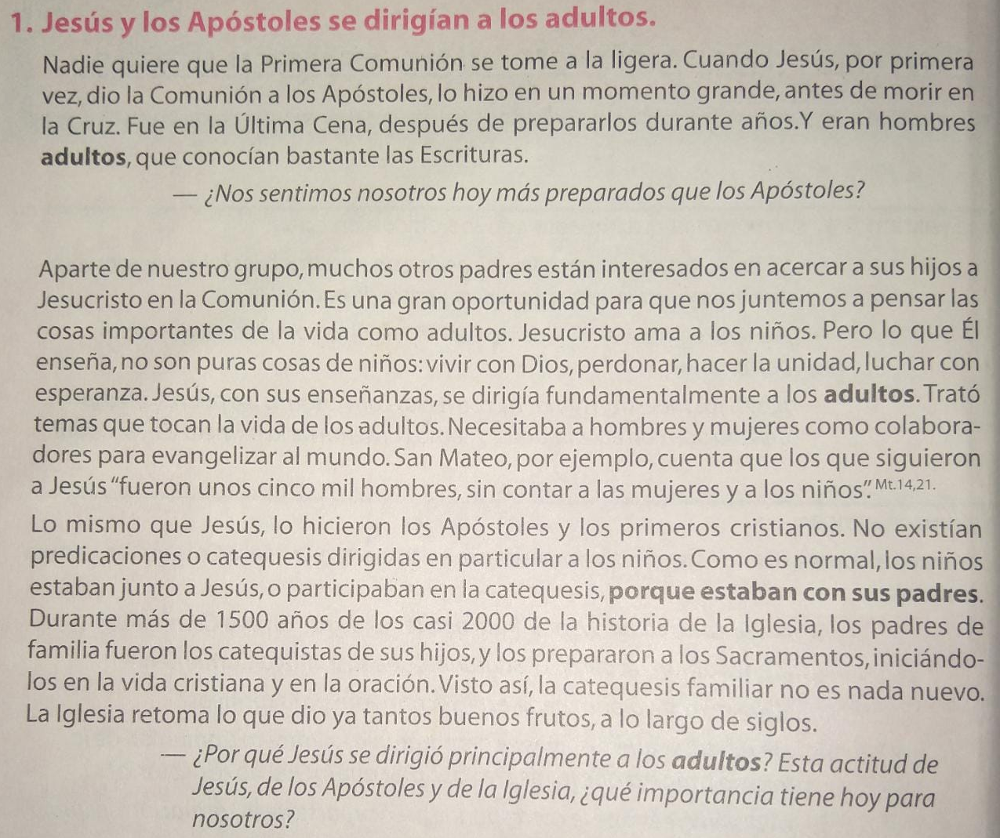 1. Jesús y los Apóstoles se dirigían a los adultos.
Nadie quiere que la Primera Comunión se tome a la ligera. Cuando Jesús, por primera
vez, dio la Comunión a los Apóstoles, lo hizo en un momento grande, antes de morir en
la Cruz. Fue en la Última Cena, después de prepararlos durante años. Y eran hombres
adultos, que conocían bastante las Escrituras.
— ¿Nos sentimos nosotros hoy más preparados que los Apóstoles?
Aparte de nuestro grupo, muchos otros padres están interesados en acercar a sus hijos a
Jesucristo en la Comunión. Es una gran oportunidad para que nos juntemos a pensar las
cosas importantes de la vida como adultos. Jesucristo ama a los niños. Pero lo que Él
enseña, no son puras cosas de niños: vivir con Dios, perdonar, hacer la unidad, luchar con
esperanza. Jesús, con sus enseñanzas, se dirigía fundamentalmente a los adultos. Trató
temas que tocan la vida de los adultos. Necesitaba a hombres y mujeres como colabora-
dores para evangelizar al mundo. San Mateo, por ejemplo, cuenta que los que siguieron
a Jesús “fueron unos cinco mil hombres, sin contar a las mujeres y a los niños”. Mt.14,21.
Lo mismo que Jesús, lo hicieron los Apóstoles y los primeros cristianos. No existían
predicaciones o catequesis dirigidas en particular a los niños. Como es normal, los niños
estaban junto a Jesús, o participaban en la catequesis, porque estaban con sus padres.
Durante más de 1500 años de los casi 2000 de la historia de la Iglesia, los padres de
familia fueron los catequistas de sus hijos, y los prepararon a los Sacramentos, iniciándo-
los en la vida cristiana y en la oración. Visto así, la catequesis familiar no es nada nuevo.
La Iglesia retoma lo que dio ya tantos buenos frutos, a lo largo de siglos.
— ¿Por qué Jesús se dirigió principalmente a los adultos? Esta actitud de
Jesús, de los Apóstoles y de la Iglesia, ¿qué importancia tiene hoy para
nosotros?